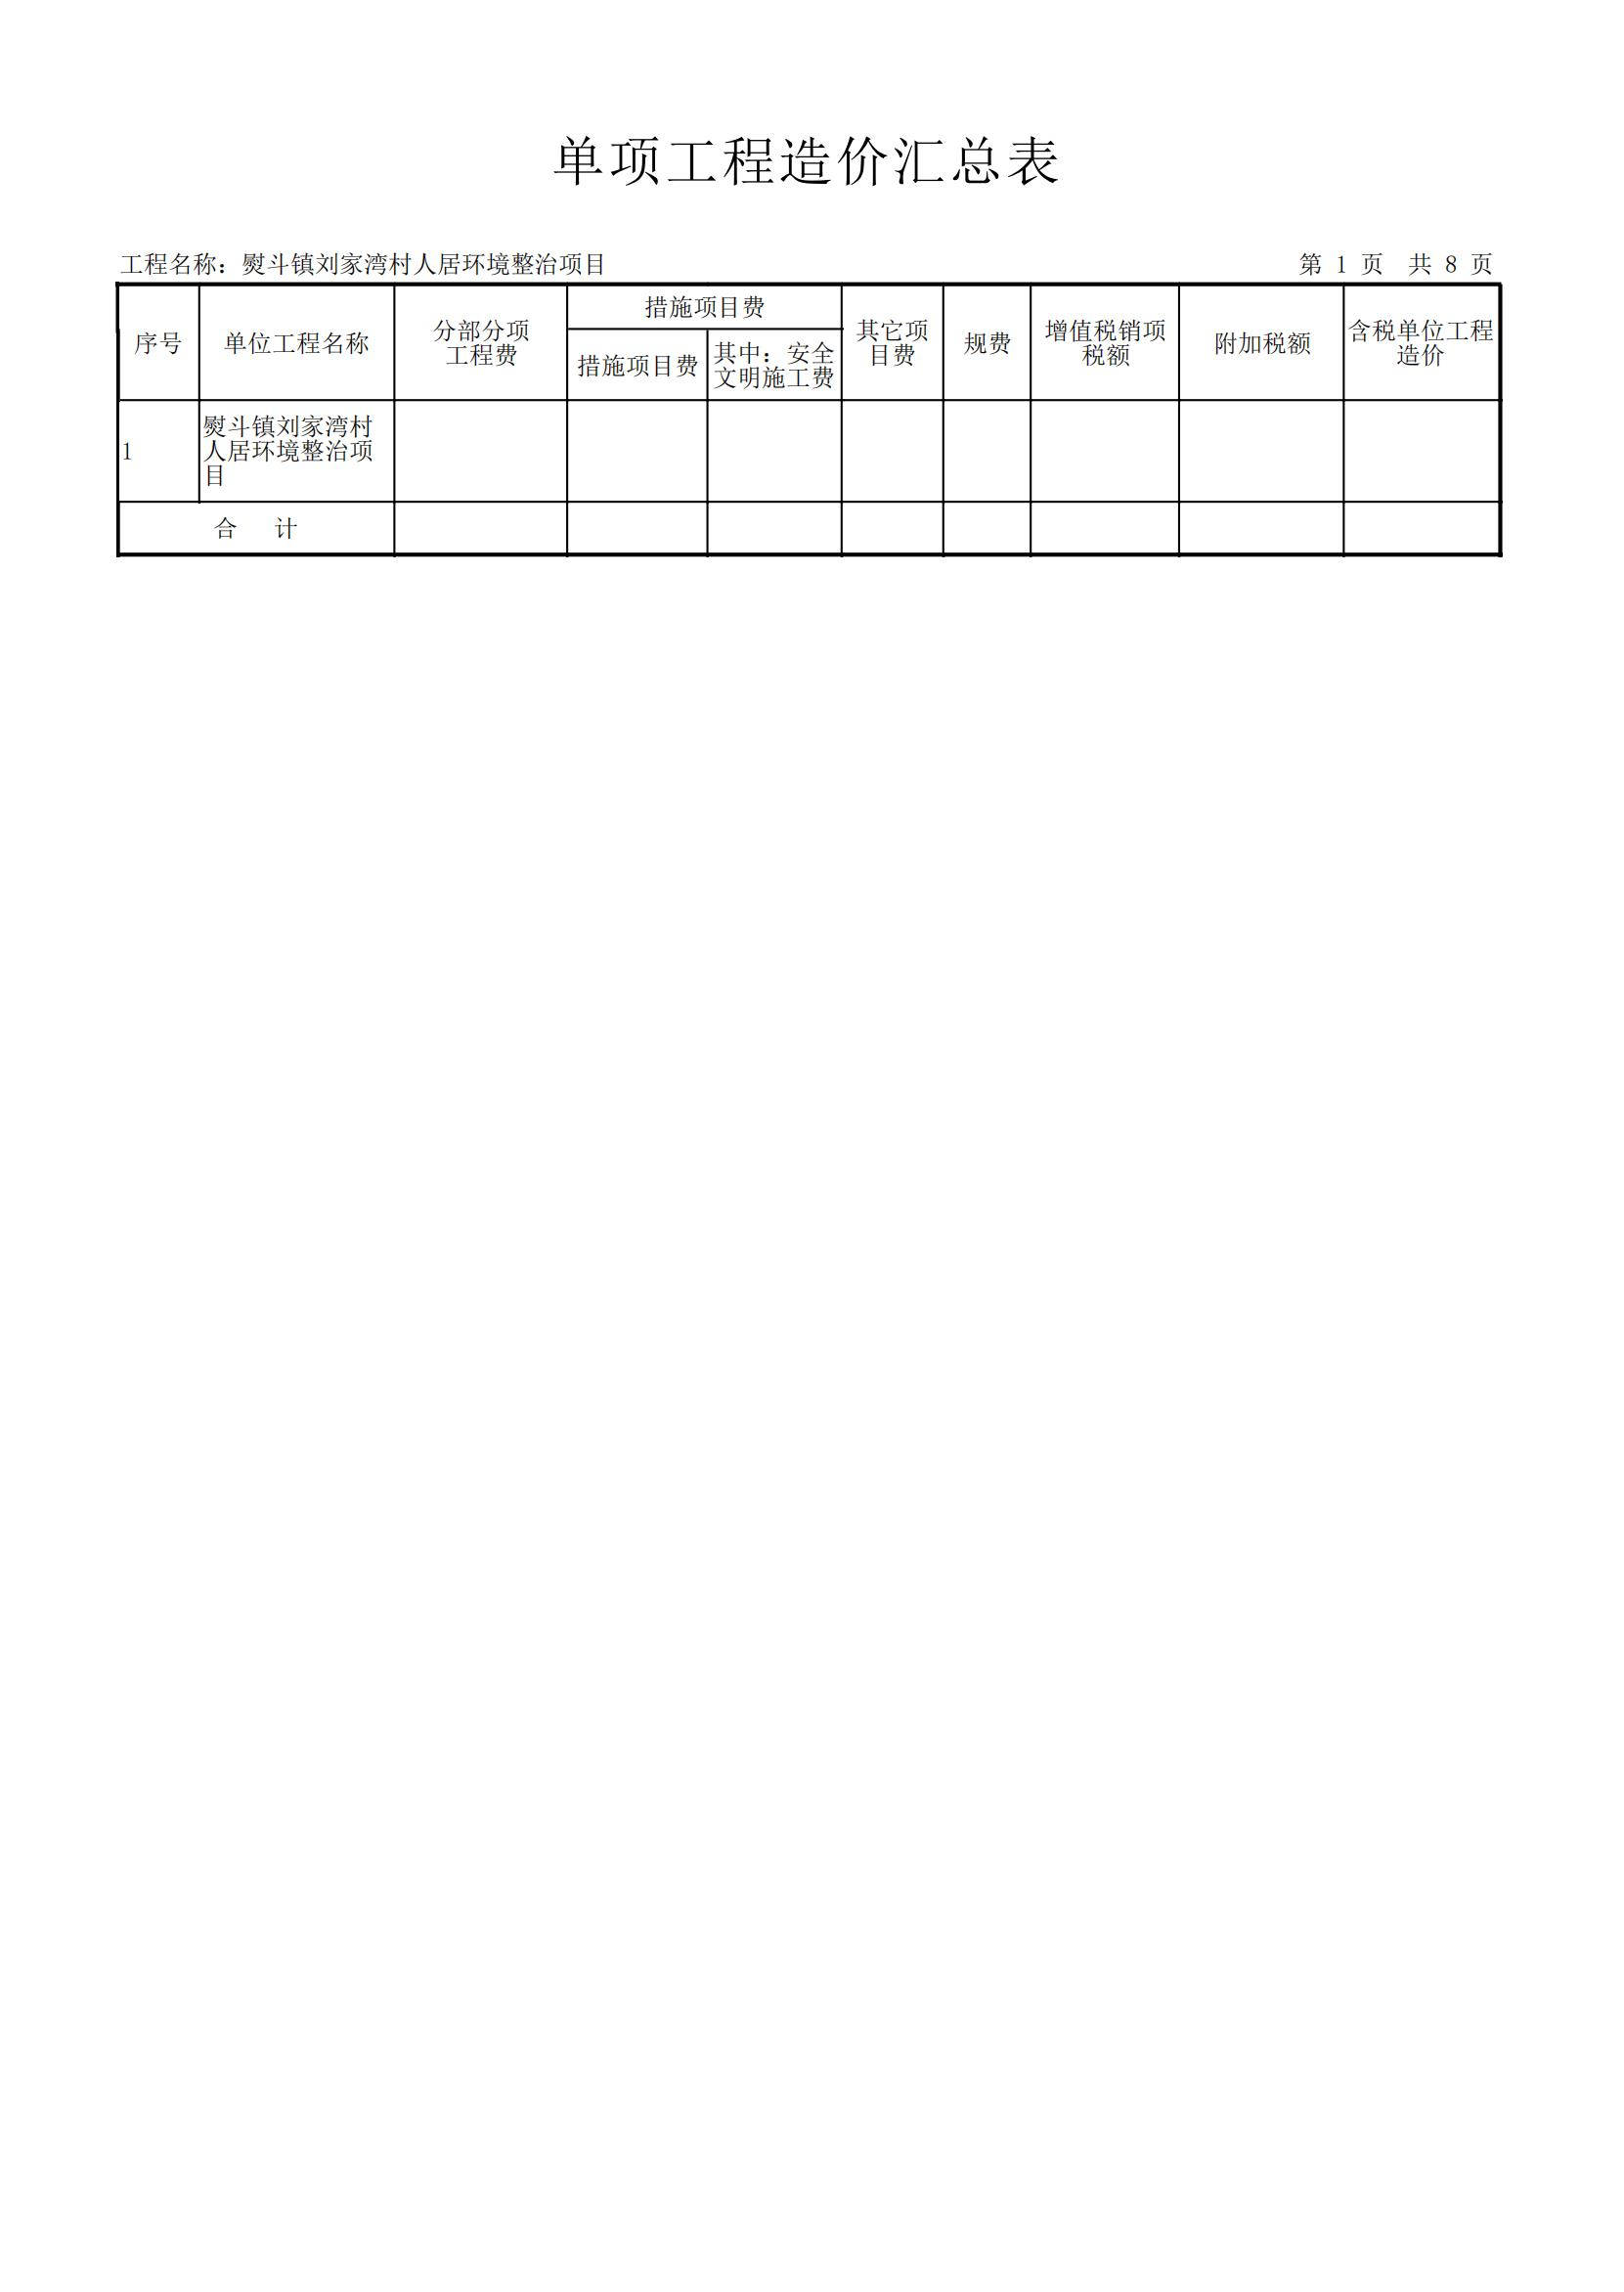 单项工程造价汇总表
工程名称：熨斗镇刘家湾村人居环境整治项目 第 1 页 共 8 页
措施项目费
序号 单位工程名称 分部分项
工程费
措施项目费 其中：安全
文明施工费
其它项
目费
规费
增值税销项
税额
附加税额
含税单位工程
造价
1
熨斗镇刘家湾村
人居环境整治项
目
合 计